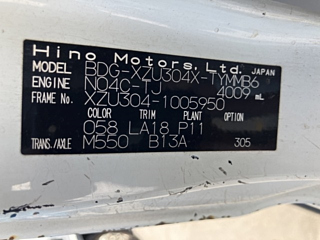 Hino Motors, Ltd. JAPAN
MODEL BDG-XZU304X-TYMMB6
ENGINE N04C-TJ 4009 mL
FRAME No. XZU304-1005950
COLOR TRIM PLANT OPTION
058 LA18 P11
TRANS./AXLE M550 B13A 305